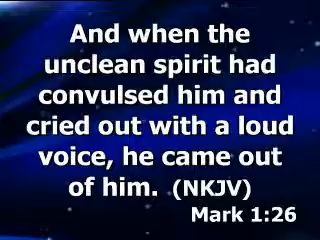 And when the
unclean spirit had
convulsed him and
cried out with a loud
voice, he came out
of him. (NKJV)
Mark 1:26